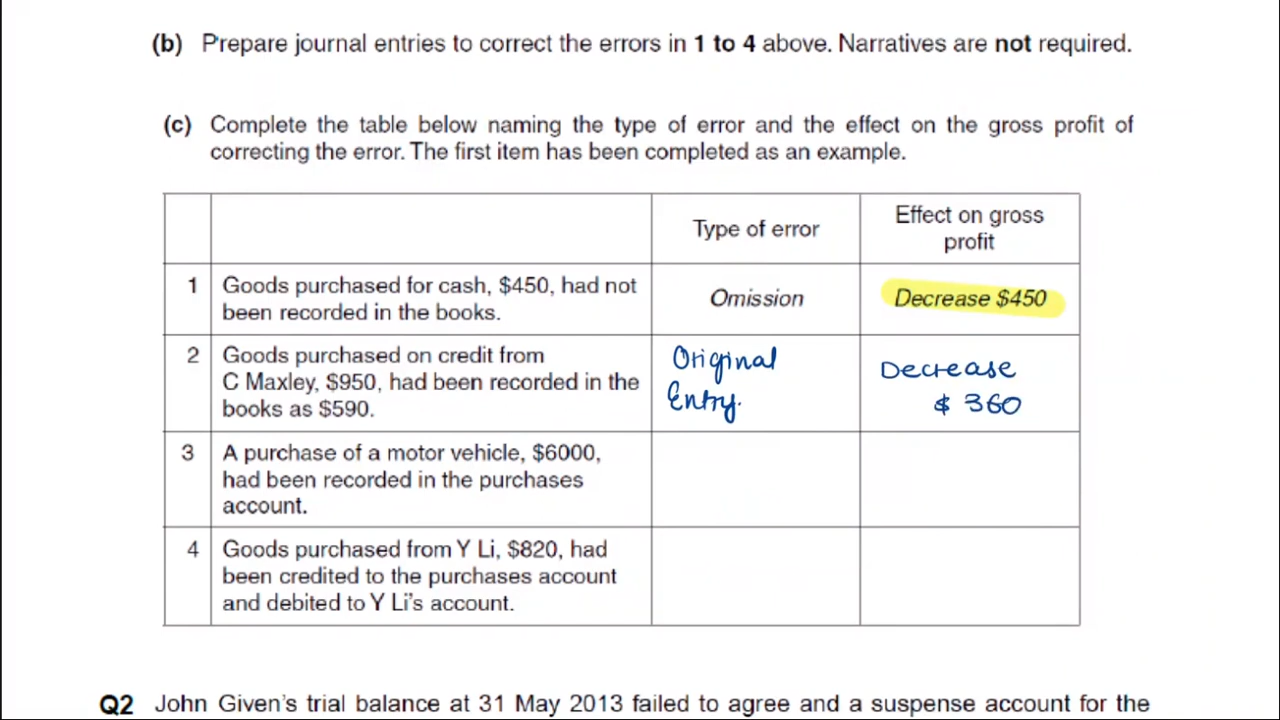 (b) Prepare journal entries to correct the errors in 1 to 4 above. Narratives are not required.
(c) Complete the table below naming the type of error and the effect on the gross profit of
correcting the error. The first item has been completed as an example.
Type of error
Effect on gross
profit
1 Goods purchased for cash, $450, had not
been recorded in the books.
Omission
Decrease $450
2 Goods purchased on credit from
C Maxley, $950, had been recorded in the
books as $590.
Original
Entry.
Decrease
$ 360
3 A purchase of a motor vehicle, $6000,
had been recorded in the purchases
account.
4 Goods purchased from Y Li, $820, had
been credited to the purchases account
and debited to Y Li's account.
Q2 John Given's trial balance at 31 May 2013 failed to agree and a suspense account for the